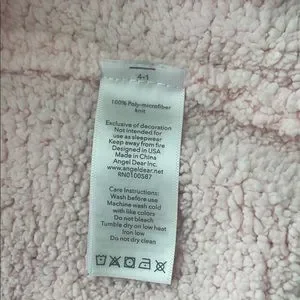 4-1
100% Poly-microfiber
knit
Exclusive of decoration
Not intended for
use as sleepwear
Keep away from fire
Designed in USA
Made in China
Angel Dear Inc.
www.angeldear.net
RN0100587
Care Instructions:
Wash before use
Machine wash cold
with like colors
Do not bleach
Tumble dry on low heat
Iron low
Do not dry clean